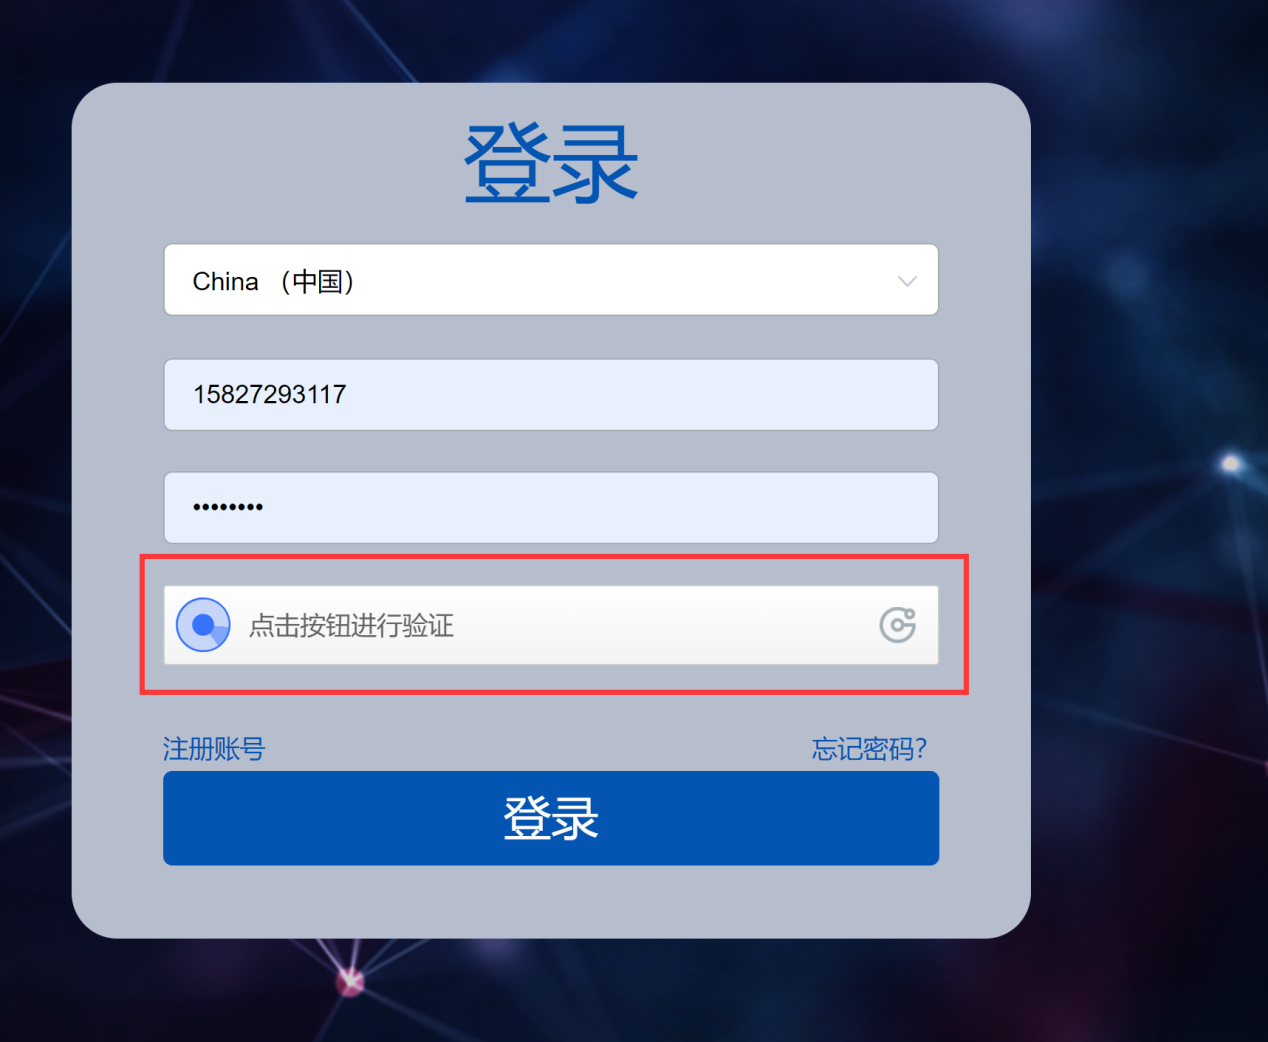 登录
China （中国）
15827293117
••••••••
点击按钮进行验证
注册账号
忘记密码?
登录